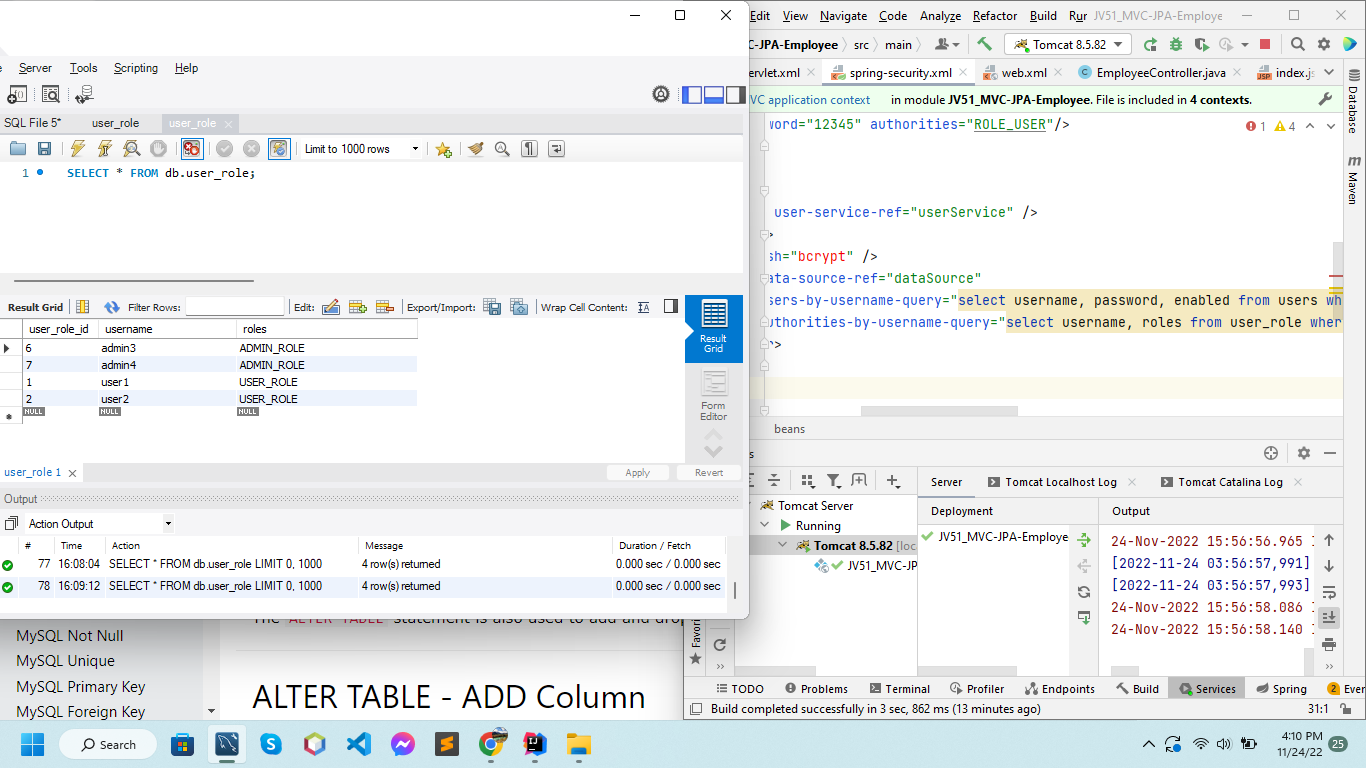 Server Tools Scripting Help
SQL File 5* user_role user_role
Limit to 1000 rows
1 SELECT * FROM db.user_role;
Result Grid Filter Rows: Edit: Export/Import: Wrap Cell Content:
user_role_id username roles
6 admin3 ADMIN_ROLE
7 admin4 ADMIN_ROLE
1 user1 USER_ROLE
2 user2 USER_ROLE
NULL NULL NULL
Result
Grid
Form
Editor
user_role 1 Apply Revert
Output
Action Output
# Time Action Message Duration / Fetch
77 16:08:04 SELECT * FROM db.user_role LIMIT 0, 1000 4 row(s) returned 0.000 sec / 0.000 sec
78 16:09:12 SELECT * FROM db.user_role LIMIT 0, 1000 4 row(s) returned 0.000 sec / 0.000 sec
MySQL Not Null
MySQL Unique
MySQL Primary Key
MySQL Foreign Key
The ALTER TABLE statement is also used to add and drop
ALTER TABLE - ADD Column
Edit View Navigate Code Analyze Refactor Build Rur JV51_MVC-JPA-Employe
C-JPA-Employee src main Tomcat 8.5.82
ervlet.xml spring-security.xml web.xml EmployeeController.java index.js
VC application context in module JV51_MVC-JPA-Employee. File is included in 4 contexts.
word="12345" authorities="ROLE_USER"/> 1 4
user-service-ref="userService" />
>
sh="bcrypt" />
ata-source-ref="dataSource"
sers-by-username-query="select username, password, enabled from users wh
uthorities-by-username-query="select username, roles from user_role wher
r>
beans
Database
Maven
Server Tomcat Localhost Log Tomcat Catalina Log
Tomcat Server
Running
Tomcat 8.5.82 [loc
JV51_MVC-JP
Deployment
JV51_MVC-JPA-Employe
Output
24-Nov-2022 15:56:56.965
[2022-11-24 03:56:57,991]
[2022-11-24 03:56:57,993]
24-Nov-2022 15:56:58.086
24-Nov-2022 15:56:58.140
Favori
TODO Problems Terminal Profiler Endpoints Build Services Spring 2 Ever
Build completed successfully in 3 sec, 862 ms (13 minutes ago) 31:1
Search
4:10 PM
11/24/22
25